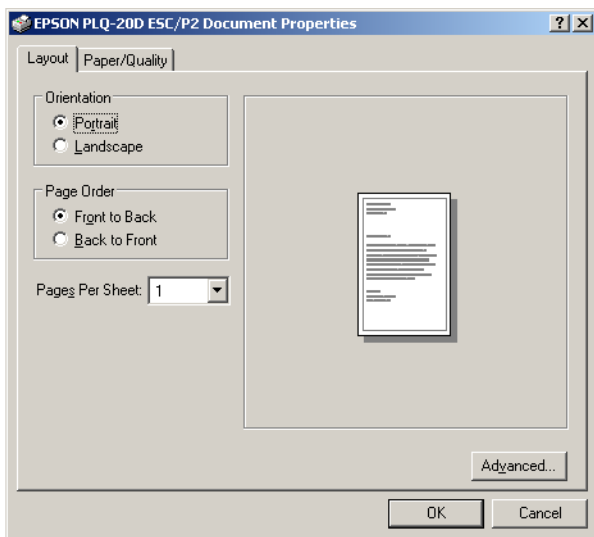 EPSON PLQ-20D ESC/P2 Document Properties
Layout Paper/Quality
Orientation
Portrait
Landscape
Page Order
Front to Back
Back to Front
Pages Per Sheet: 1
Advanced...
OK Cancel